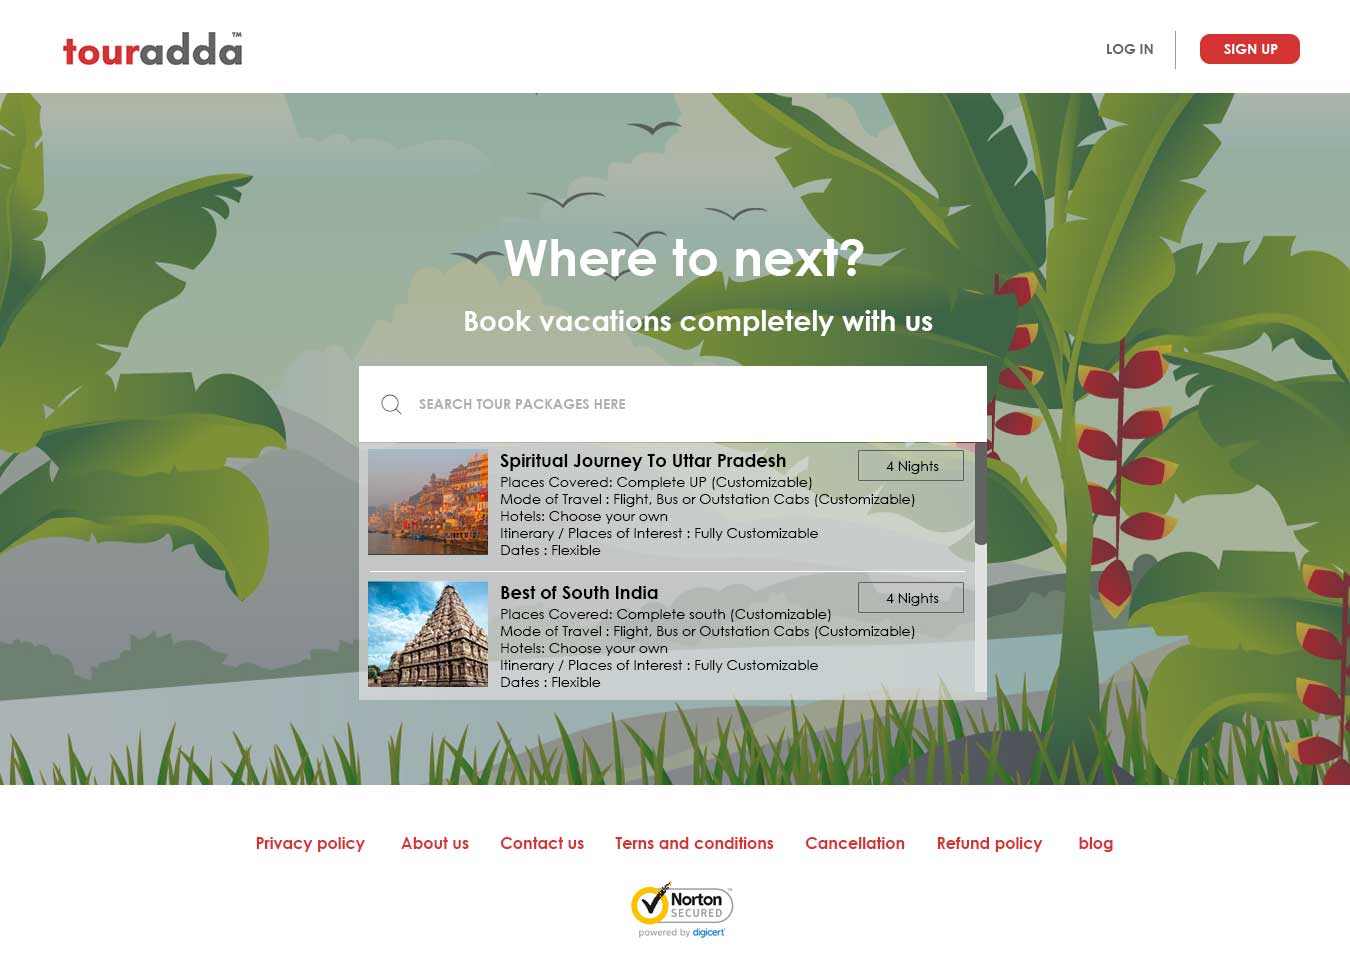 touradda™
LOG IN
SIGN UP
Where to next?
Book vacations completely with us
SEARCH TOUR PACKAGES HERE
Spiritual Journey To Uttar Pradesh
4 Nights
Places Covered: Complete UP (Customizable)
Mode of Travel : Flight, Bus or Outstation Cabs (Customizable)
Hotels: Choose your own
Itinerary / Places of Interest : Fully Customizable
Dates : Flexible
Best of South India
4 Nights
Places Covered: Complete south (Customizable)
Mode of Travel : Flight, Bus or Outstation Cabs (Customizable)
Hotels: Choose your own
Itinerary / Places of Interest : Fully Customizable
Dates : Flexible
Privacy policy About us Contact us Terns and conditions Cancellation Refund policy blog
Norton™
SECURED
powered by digicert